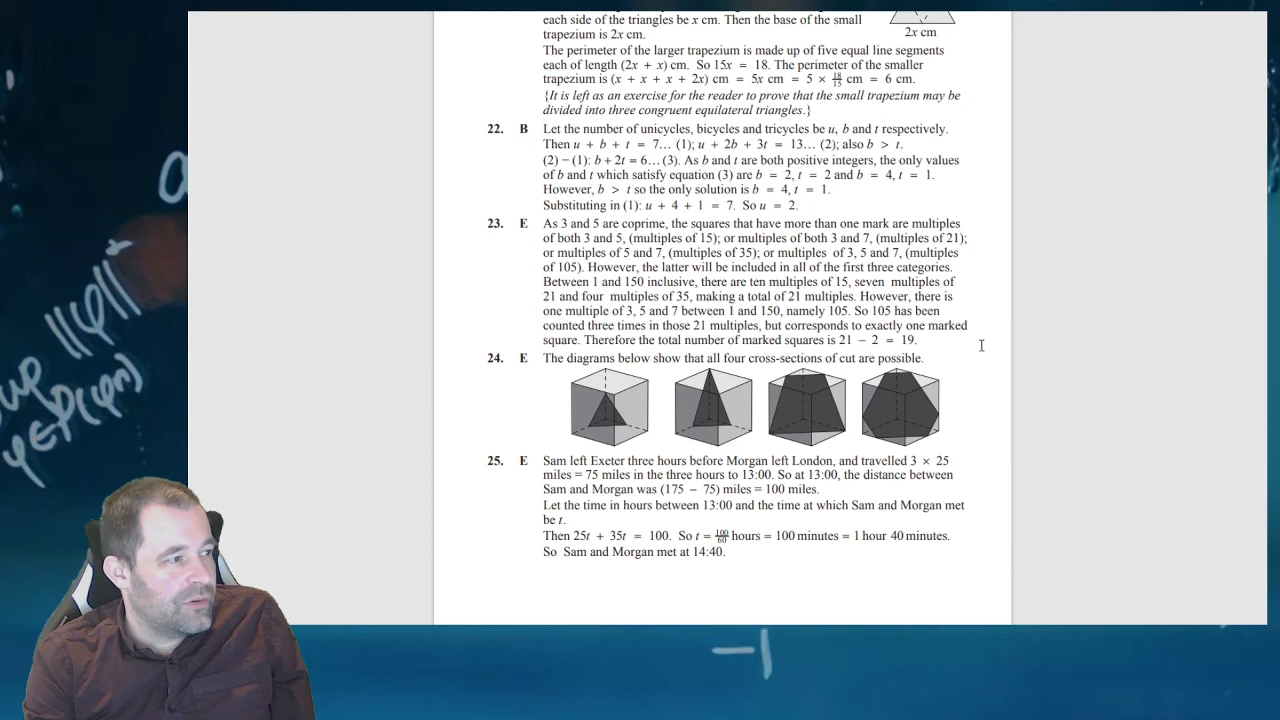 each side of the triangles be x cm. Then the base of the small
trapezium is 2x cm.
2x cm
The perimeter of the larger trapezium is made up of five equal line segments
each of length (2x + x) cm. So 15x = 18. The perimeter of the smaller
trapezium is (x + x + x + 2x) cm = 5x cm = 5 × 18/15 cm = 6 cm.
{It is left as an exercise for the reader to prove that the small trapezium may be
divided into three congruent equilateral triangles.}
22. B Let the number of unicycles, bicycles and tricycles be u, b and t respectively.
Then u + b + t = 7… (1); u + 2b + 3t = 13… (2); also b > t.
(2) − (1): b + 2t = 6… (3). As b and t are both positive integers, the only values
of b and t which satisfy equation (3) are b = 2, t = 2 and b = 4, t = 1.
However, b > t so the only solution is b = 4, t = 1.
Substituting in (1): u + 4 + 1 = 7. So u = 2.
23. E As 3 and 5 are coprime, the squares that have more than one mark are multiples
of both 3 and 5, (multiples of 15); or multiples of both 3 and 7, (multiples of 21);
or multiples of 5 and 7, (multiples of 35); or multiples of 3, 5 and 7, (multiples
of 105). However, the latter will be included in all of the first three categories.
Between 1 and 150 inclusive, there are ten multiples of 15, seven multiples of
21 and four multiples of 35, making a total of 21 multiples. However, there is
one multiple of 3, 5 and 7 between 1 and 150, namely 105. So 105 has been
counted three times in those 21 multiples, but corresponds to exactly one marked
square. Therefore the total number of marked squares is 21 − 2 = 19.
24. E The diagrams below show that all four cross-sections of cut are possible.
25. E Sam left Exeter three hours before Morgan left London, and travelled 3 × 25
miles = 75 miles in the three hours to 13:00. So at 13:00, the distance between
Sam and Morgan was (175 − 75) miles = 100 miles.
Let the time in hours between 13:00 and the time at which Sam and Morgan met
be t.
Then 25t + 35t = 100. So t = 100/60 hours = 100 minutes = 1 hour 40 minutes.
So Sam and Morgan met at 14:40.
||φ||
sup
φ∈P(φ)
−1